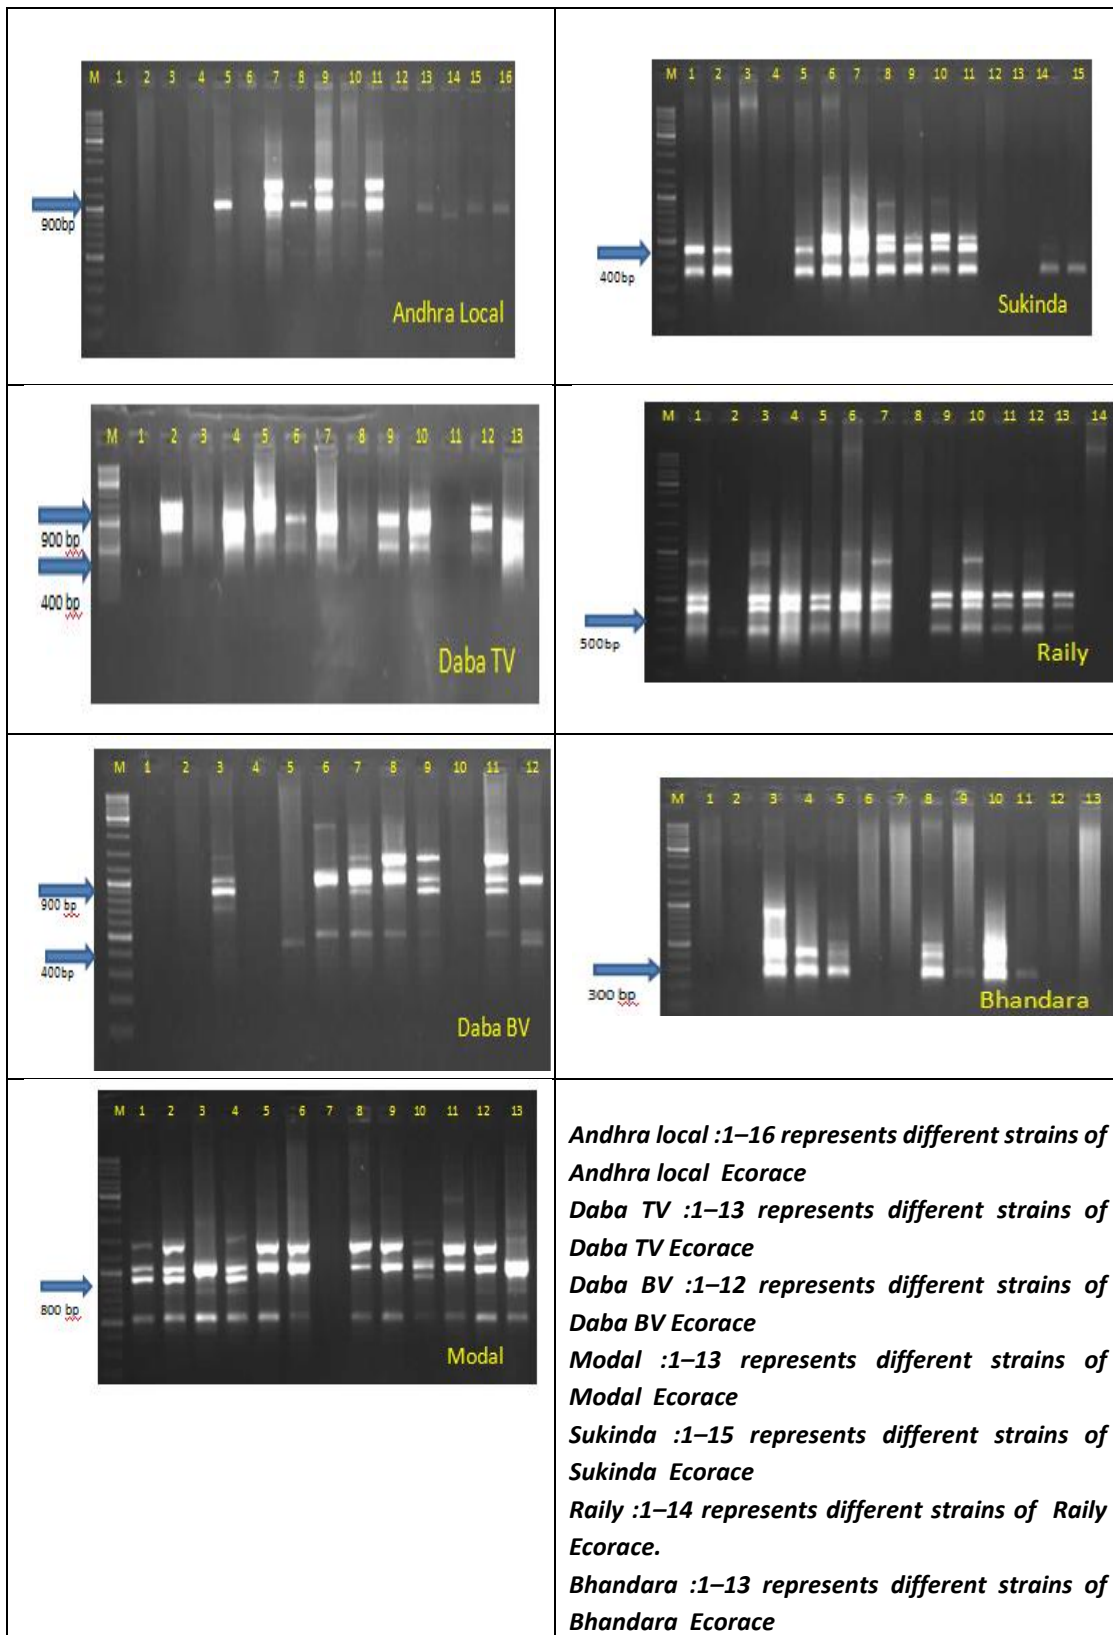 M 1 2 3 4 5 6 7 8 9 10 11 12 13 14 15 16
900bp
Andhra Local
M 1 2 3 4 5 6 7 8 9 10 11 12 13 14 15
400bp
Sukinda
M 1 2 3 4 5 6 7 8 9 10 11 12 13
900 bp
400 bp
Daba TV
M 1 2 3 4 5 6 7 8 9 10 11 12 13 14
500bp
Raily
M 1 2 3 4 5 6 7 8 9 10 11 12
900 bp
400bp
Daba BV
M 1 2 3 4 5 6 7 8 9 10 11 12 13
300 bp
Bhandara
M 1 2 3 4 5 6 7 8 9 10 11 12 13
800 bp
Modal
Andhra local :1–16 represents different strains of
Andhra local Ecorace
Daba TV :1–13 represents different strains of
Daba TV Ecorace
Daba BV :1–12 represents different strains of
Daba BV Ecorace
Modal :1–13 represents different strains of
Modal Ecorace
Sukinda :1–15 represents different strains of
Sukinda Ecorace
Raily :1–14 represents different strains of Raily
Ecorace.
Bhandara :1–13 represents different strains of
Bhandara Ecorace